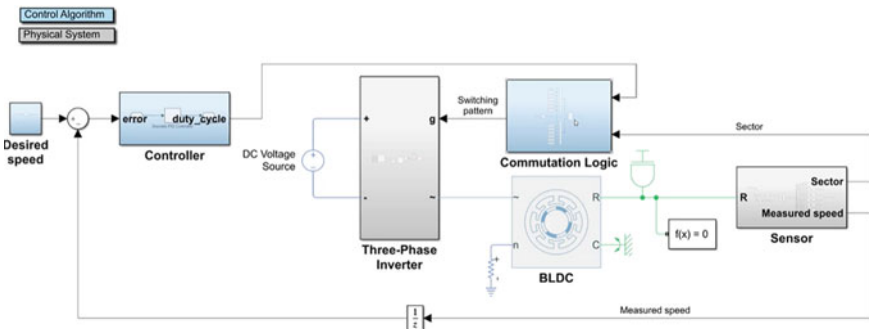 Control Algorithm
Physical System
Desired
speed
error
duty_cycle
Controller
DC Voltage
Source
+
-
g
~
Three-Phase
Inverter
Switching
pattern
Commutation Logic
Sector
~
n
R
C
BLDC
+
-
f(x) = 0
R
Sector
Measured speed
Sensor
1
z
Measured speed